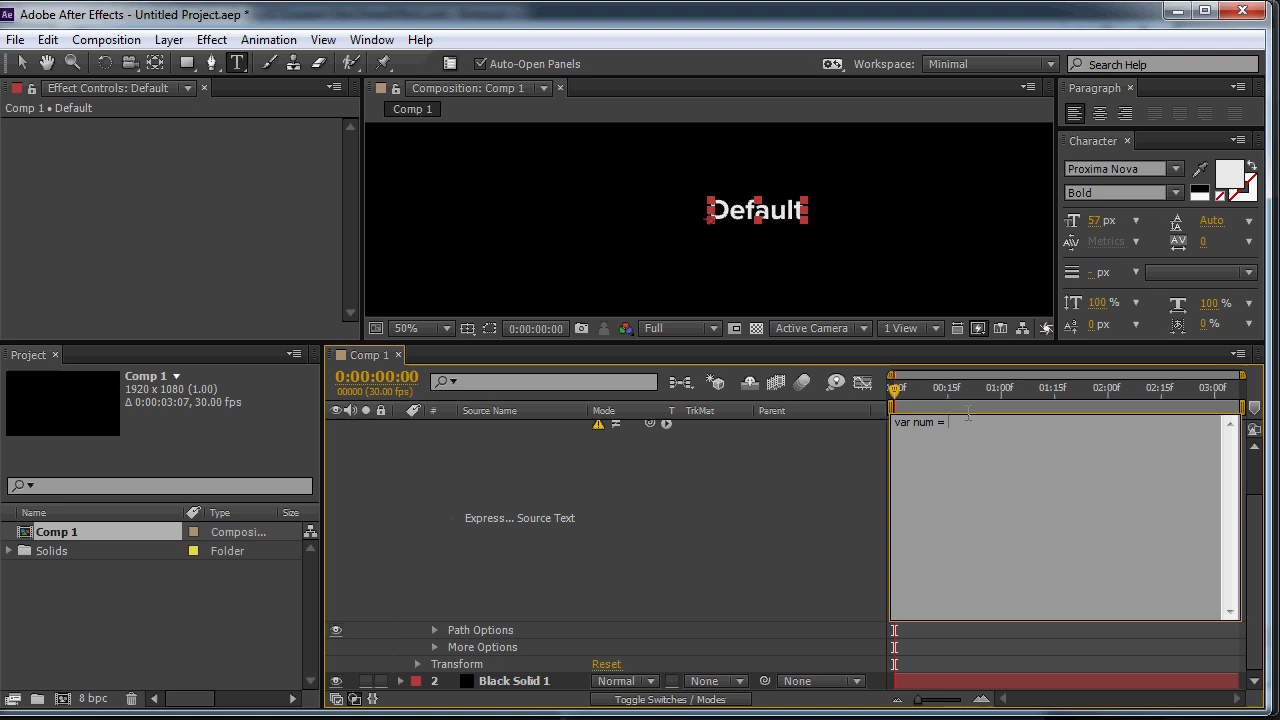 Adobe After Effects - Untitled Project.aep *
File Edit Composition Layer Effect Animation View Window Help
Auto-Open Panels
Workspace: Minimal
Search Help
Effect Controls: Default
Comp 1 • Default
Composition: Comp 1
Comp 1
Default
50%
0:00:00:00
Full
Active Camera
1 View
Paragraph
Character
Proxima Nova
Bold
57 px
Auto
Metrics
0
- px
100 %
100 %
0 px
0 %
Project
Comp 1
1920 x 1080 (1.00)
Δ 0:00:03:07, 30.00 fps
Name Type Size
Comp 1 Composi...
Solids Folder
8 bpc
Comp 1
0:00:00:00
00000 (30.00 fps)
00:15f 01:00f 01:15f 02:00f 02:15f 03:00f
# Source Name Mode T TrkMat Parent
var num =
Express... Source Text
Path Options
More Options
Transform Reset
2 Black Solid 1 Normal None None
Toggle Switches / Modes